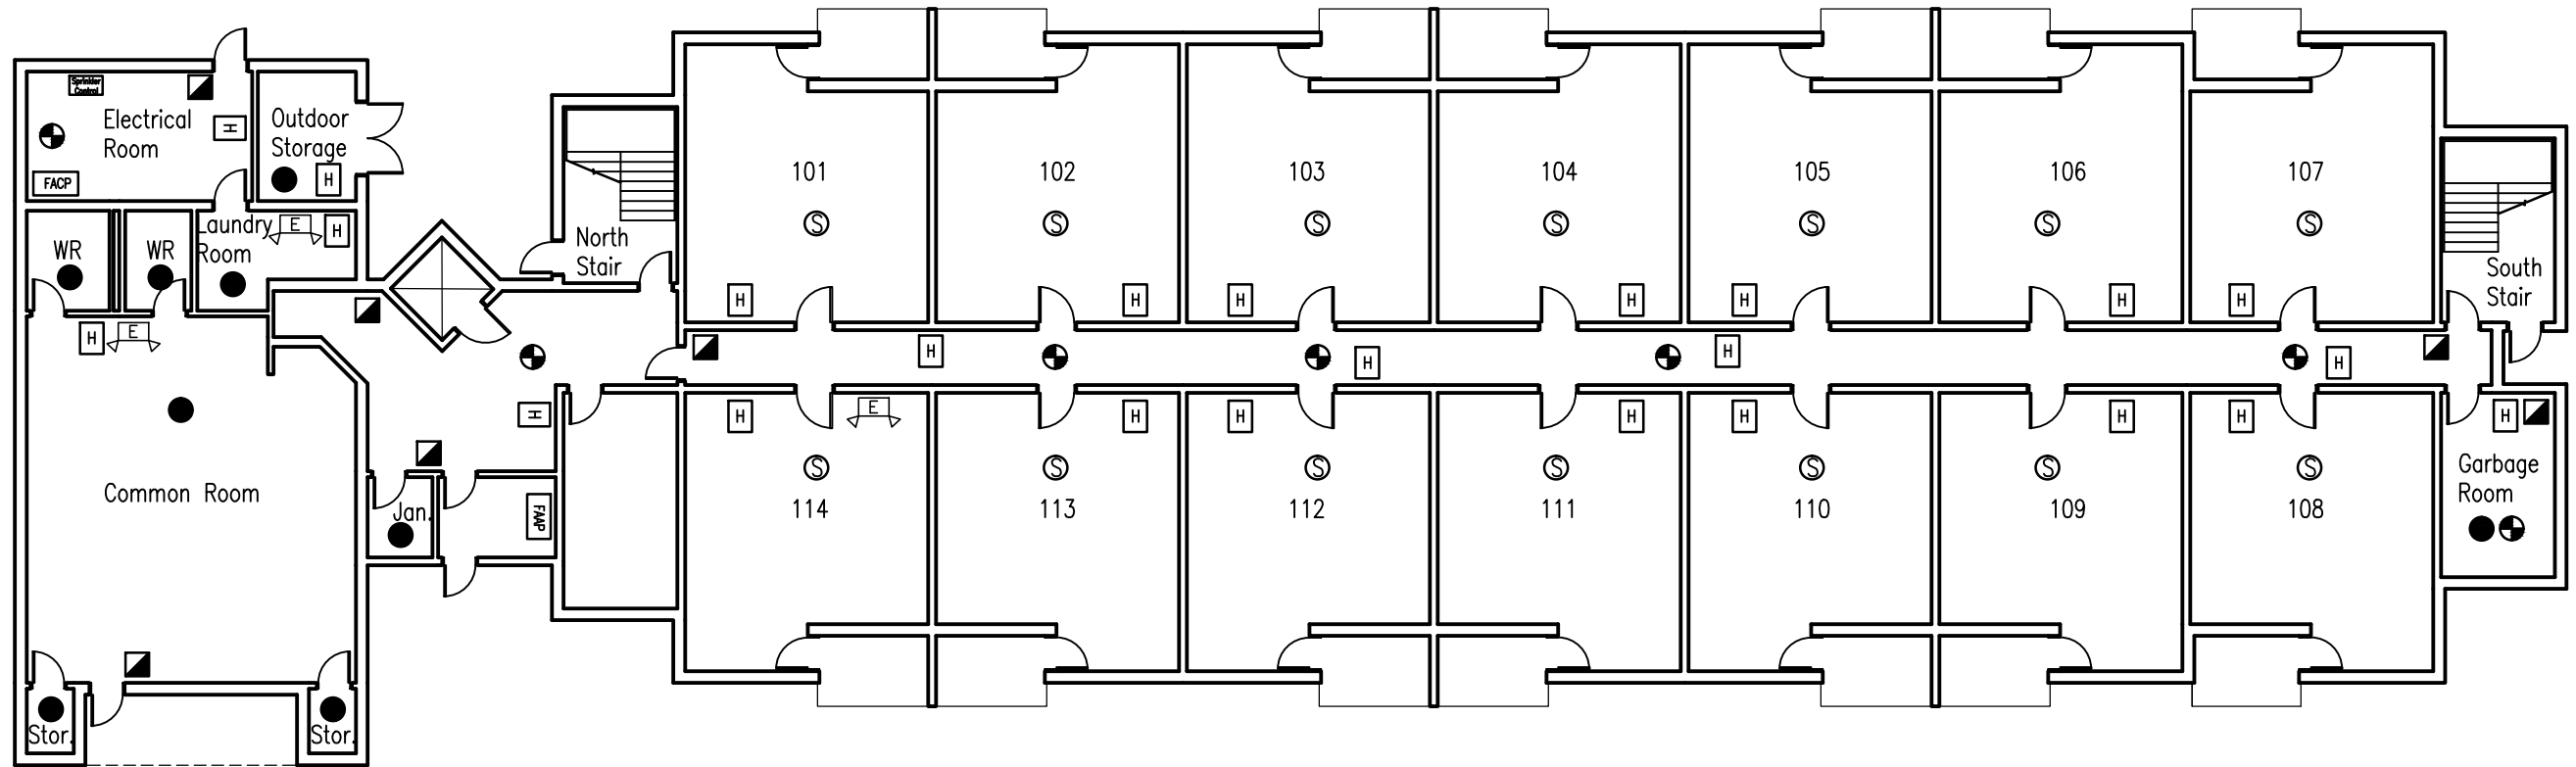 Sprinkler
Control
Electrical
Room
H
FACP
Outdoor
Storage
H
WR
WR
Laundry
Room
E
H
North
Stair
101
102
103
104
105
106
107
S
S
S
S
S
S
S
South
Stair
H
H
H
H
H
H
H
H
E
H
H
H
H
H
H
H
E
H
H
H
H
H
H
H
S
S
S
S
S
S
S
Common Room
Jan.
FAAP
114
113
112
111
110
109
108
Garbage
Room
Stor.
Stor.